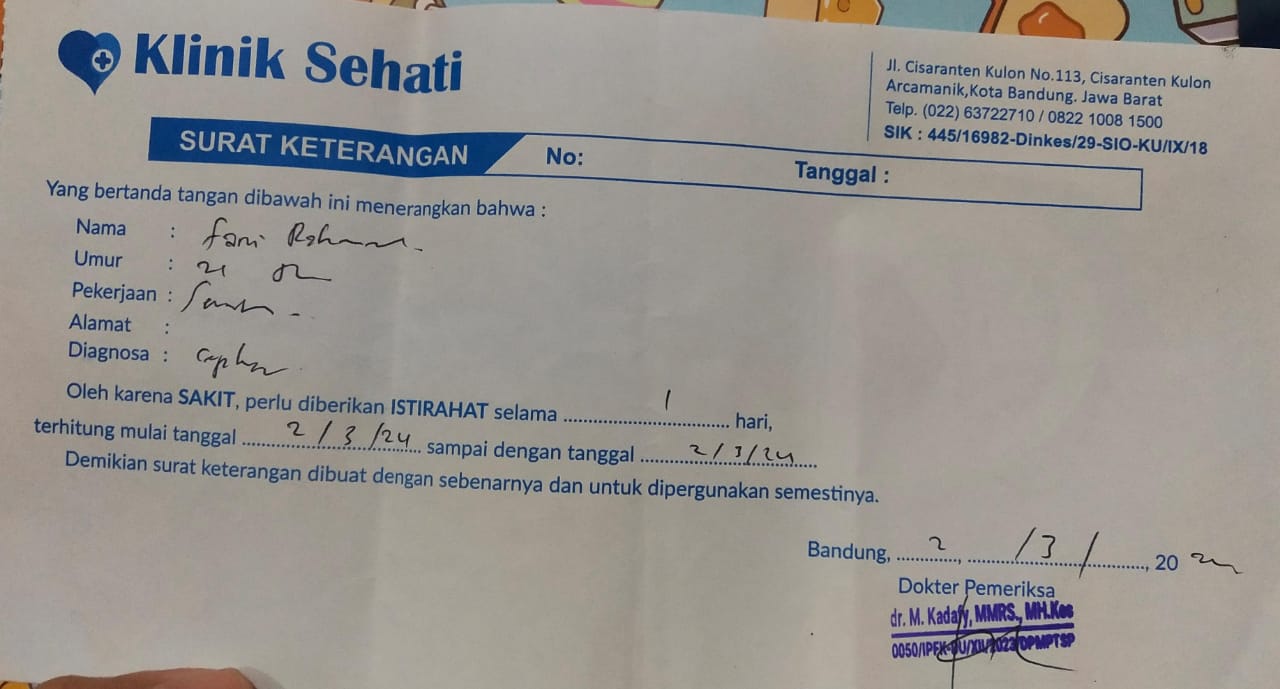 Klinik Sehati
Jl. Cisaranten Kulon No.113, Cisaranten Kulon
Arcamanik,Kota Bandung. Jawa Barat
Telp. (022) 63722710 / 0822 1008 1500
SIK : 445/16982-Dinkes/29-SIO-KU/IX/18
SURAT KETERANGAN No: Tanggal :
Yang bertanda tangan dibawah ini menerangkan bahwa :
Nama :
Umur : 21
Pekerjaan :
Alamat :
Diagnosa :
Oleh karena SAKIT, perlu diberikan ISTIRAHAT selama 1 hari,
terhitung mulai tanggal 2/3/24 sampai dengan tanggal 2/3/24
Demikian surat keterangan dibuat dengan sebenarnya dan untuk dipergunakan semestinya.
Bandung, 2, /3/, 20
Dokter Pemeriksa
dr. M. Kadafy, MMRS., MH.Kes